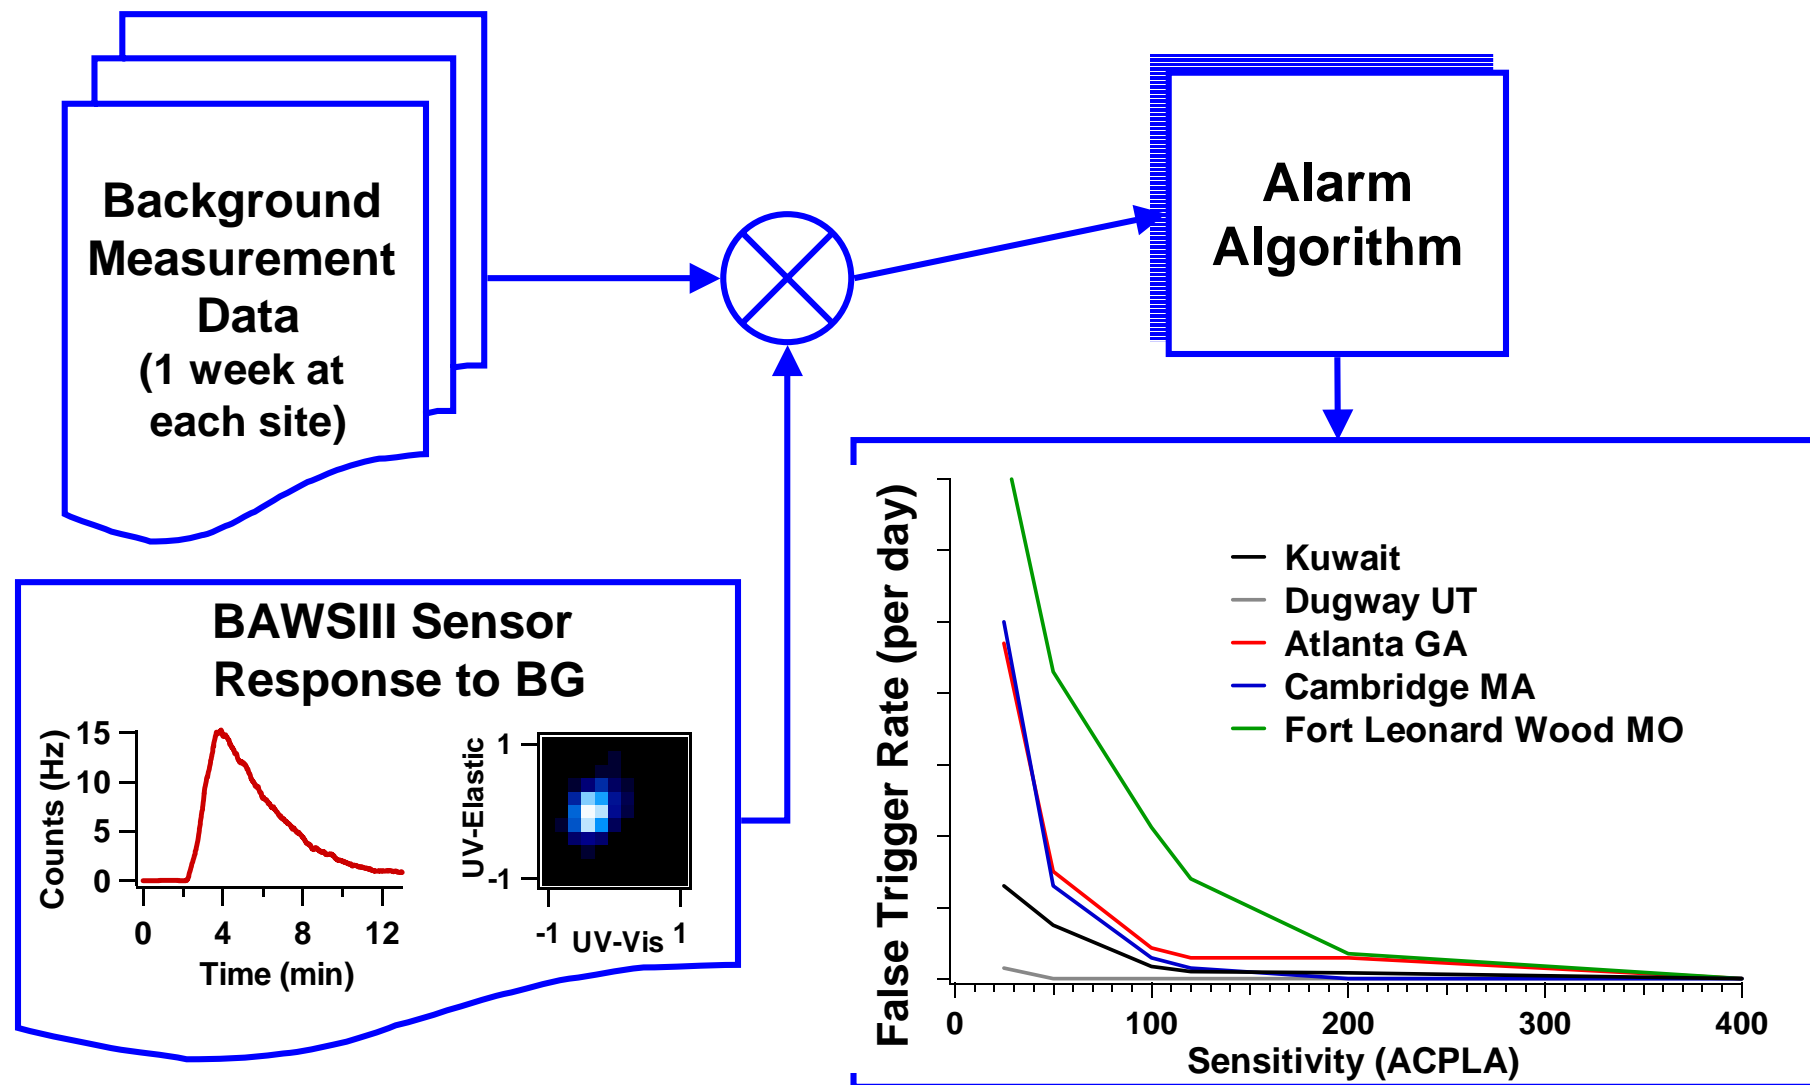 Background
Measurement
Data
(1 week at
each site)
Alarm
Algorithm
BAWSIII Sensor
Response to BG
Counts (Hz)
15
10
5
0
0 4 8 12
Time (min)
UV-Elastic
1
-1
-1 UV-Vis 1
False Trigger Rate (per day)
Kuwait
Dugway UT
Atlanta GA
Cambridge MA
Fort Leonard Wood MO
0 100 200 300 400
Sensitivity (ACPLA)